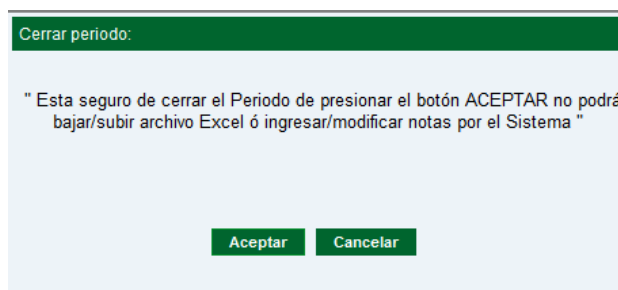 Cerrar periodo:
" Esta seguro de cerrar el Periodo de presionar el botón ACEPTAR no podrá
bajar/subir archivo Excel ó ingresar/modificar notas por el Sistema "
Aceptar Cancelar